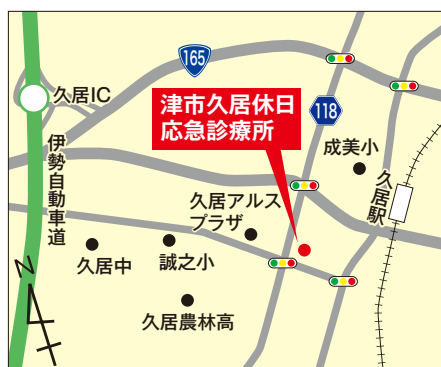 165
久居IC
津市久居休日
応急診療所
118
成美小
伊勢自動車道
久居駅
久居アルス
プラザ
久居中
誠之小
久居農林高
N